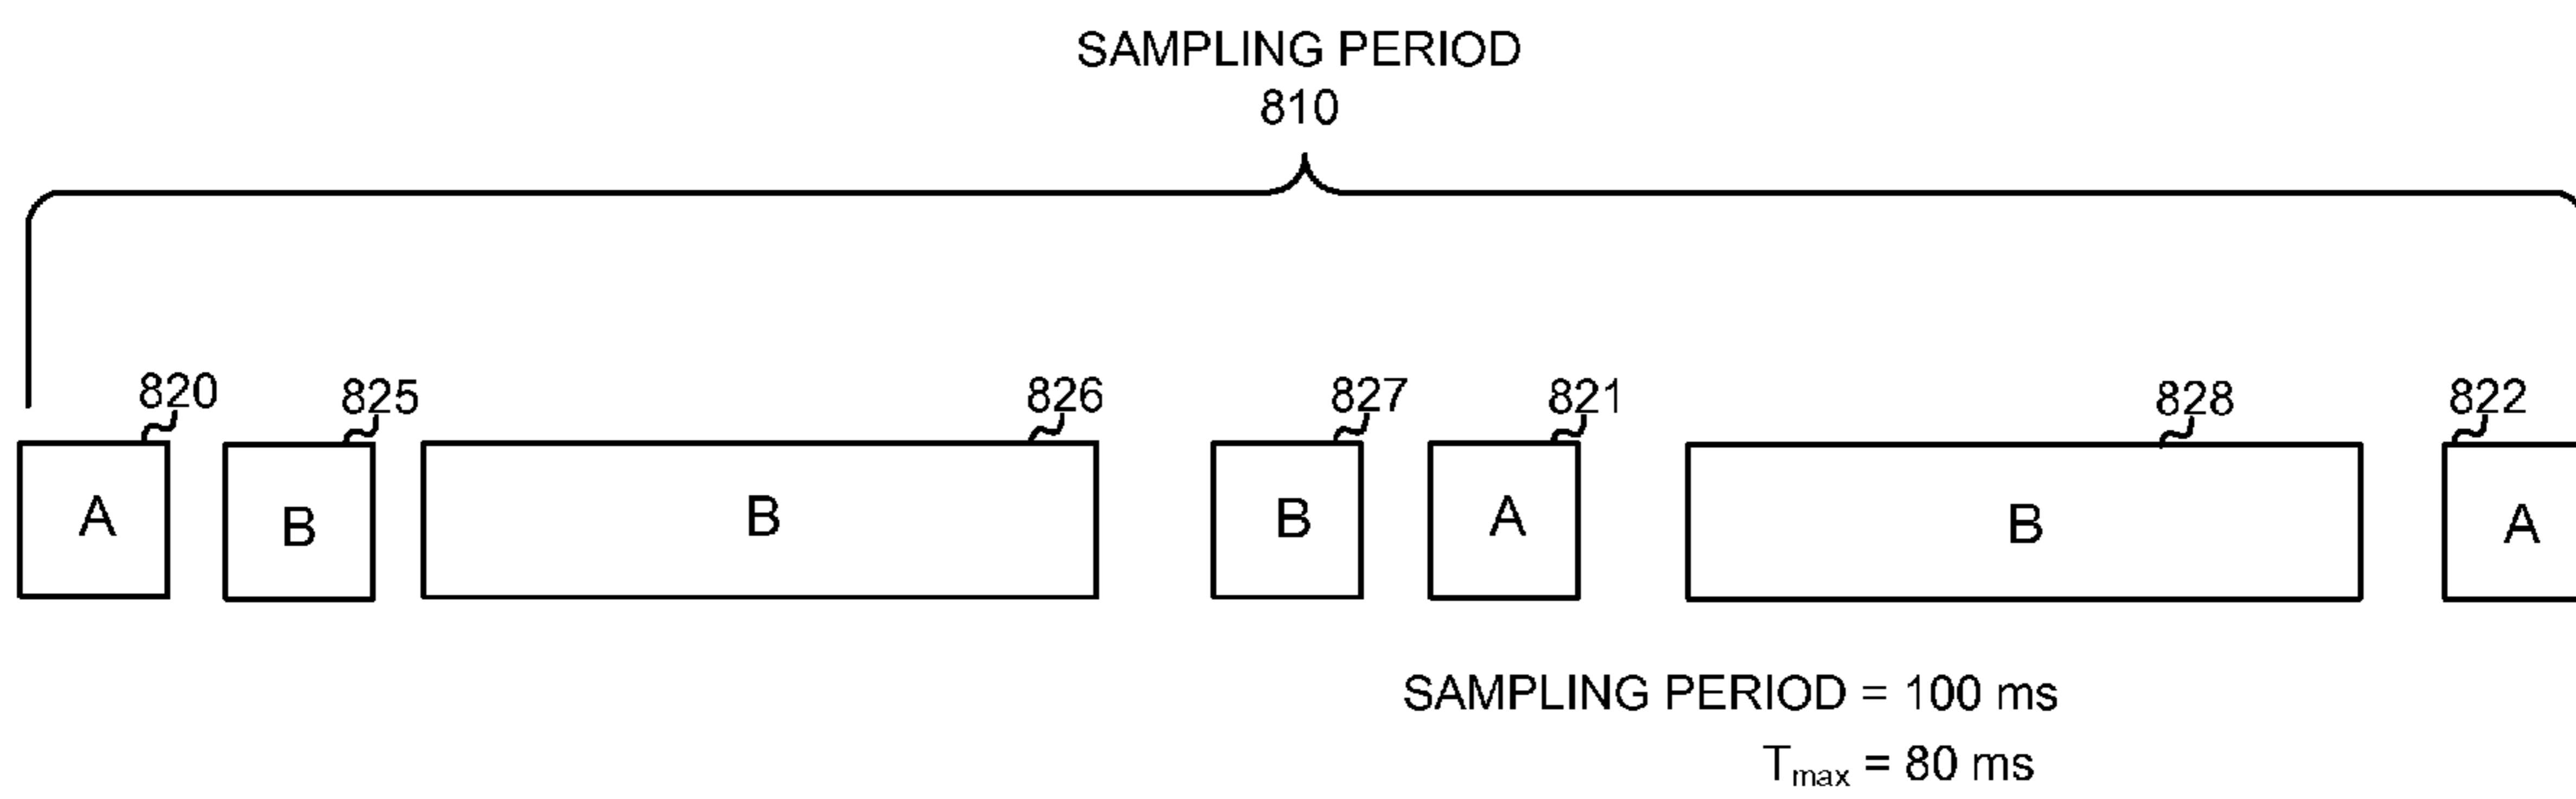 SAMPLING PERIOD
810
820
825
826
827
821
828
822
A
B
B
B
A
B
A
SAMPLING PERIOD = 100 ms
Tmax = 80 ms